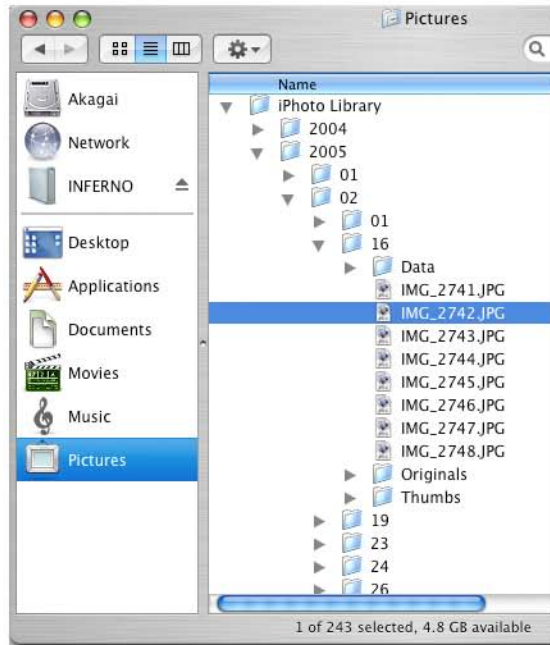 Pictures
Akagai
Network
INFERNO
Desktop
Applications
Documents
Movies
Music
Pictures
Name
iPhoto Library
2004
2005
01
02
01
16
Data
IMG_2741.JPG
IMG_2742.JPG
IMG_2743.JPG
IMG_2744.JPG
IMG_2745.JPG
IMG_2746.JPG
IMG_2747.JPG
IMG_2748.JPG
Originals
Thumbs
19
23
24
26
1 of 243 selected, 4.8 GB available